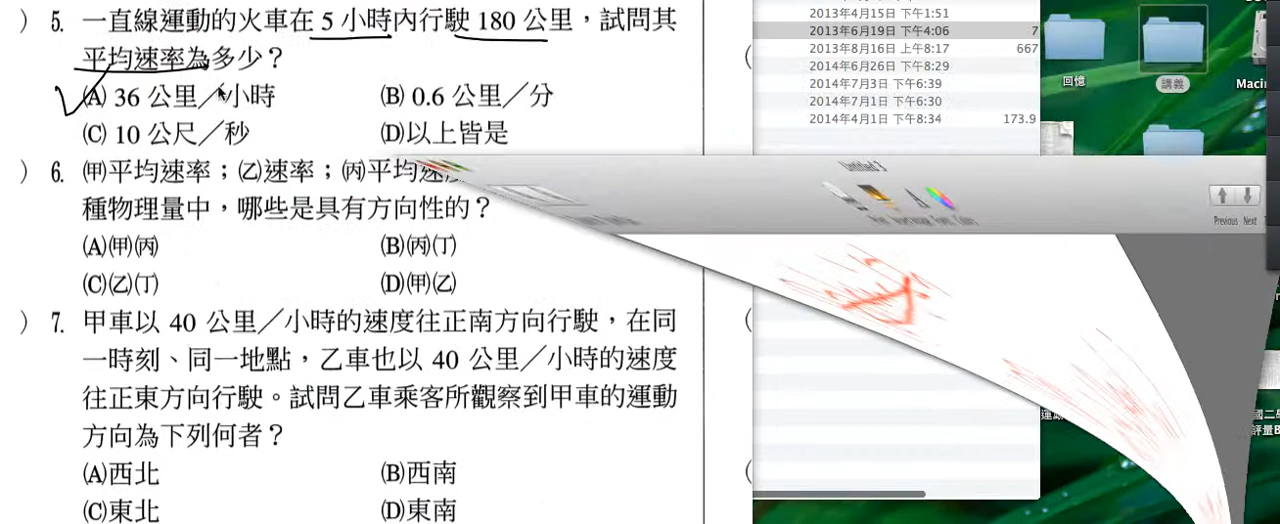 ) 5. 一直線運動的火車在 5 小時內行駛 180 公里，試問其
平均速率為多少？
(A) 36 公里／小時 (B) 0.6 公里／分
(C) 10 公尺／秒 (D)以上皆是
) 6. (甲)平均速率；(乙)速率；(丙)平均速
種物理量中，哪些是具有方向性的？
(A)(甲)(丙) (B)(丙)(丁)
(C)(乙)(丁) (D)(甲)(乙)
) 7. 甲車以 40 公里／小時的速度往正南方向行駛，在同
一時刻、同一地點，乙車也以 40 公里／小時的速度
往正東方向行駛。試問乙車乘客所觀察到甲車的運動
方向為下列何者？
(A)西北 (B)西南
(C)東北 (D)東南
(
(
(
2013年4月15日 下午1:51
2013年6月19日 下午4:06 7
2013年8月16日 上午8:17 667
2014年6月26日 下午8:29
2014年7月3日 下午6:39
2014年7月1日 下午6:30
2014年4月1日 下午8:34 173.9
回憶
講義
Macin
Untitled 3
Previous Next
國二
評量B